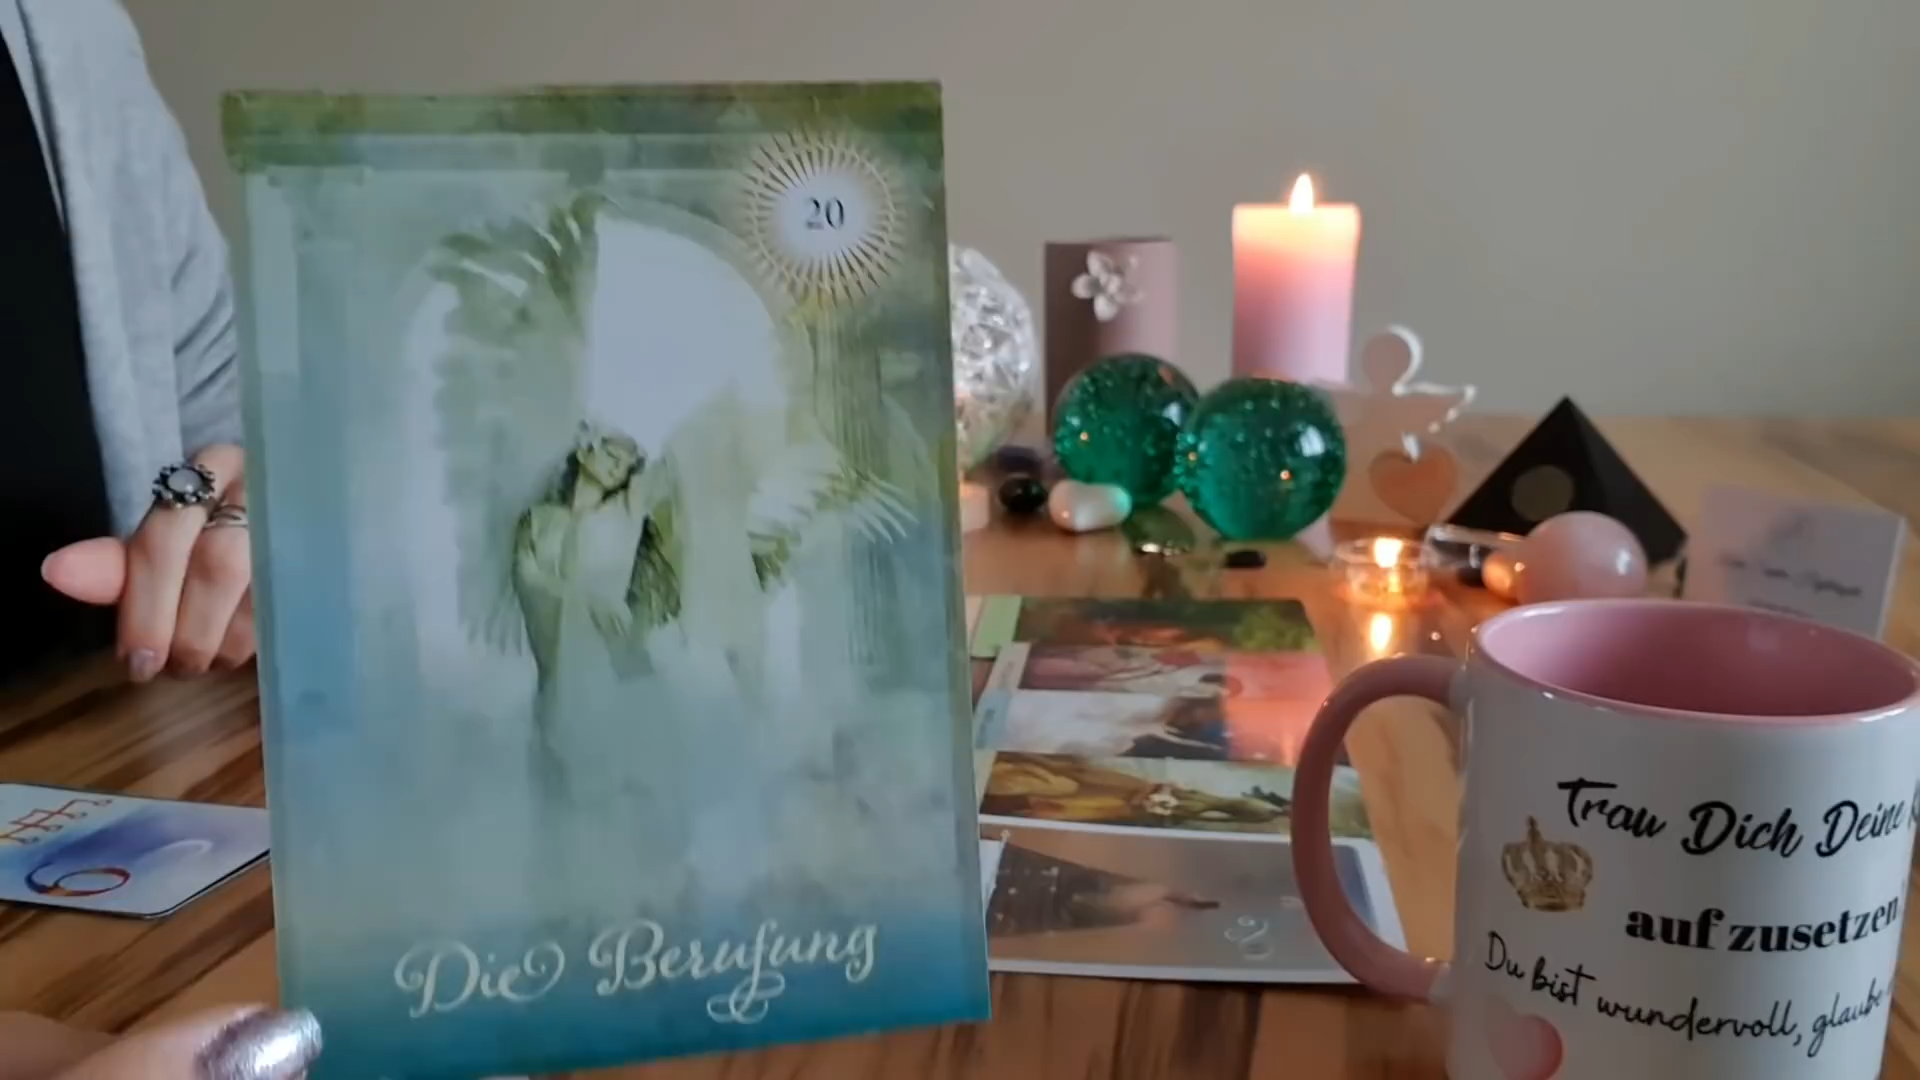 20
Die Berufung
Trau Dich Deine
auf zusetzen
Du bist wundervoll, glaube